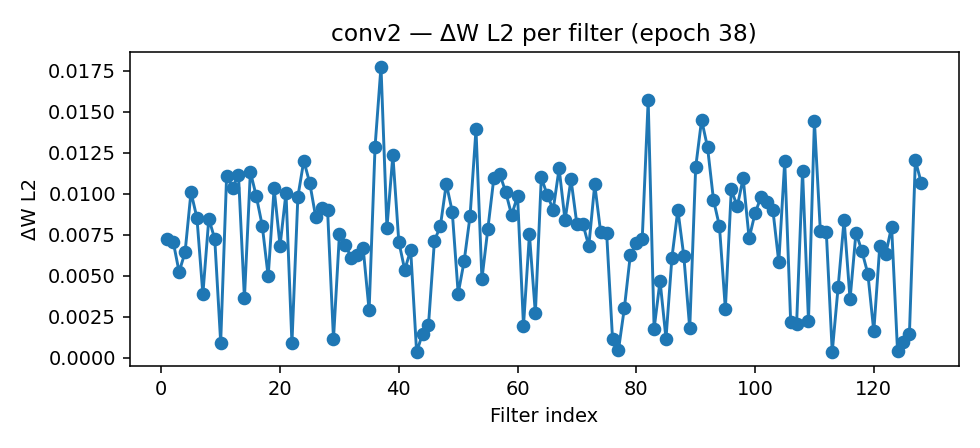 conv2 — ΔW L2 per filter (epoch 38)
0.0175
0.0150
0.0125
0.0100
0.0075
0.0050
0.0025
0.0000
ΔW L2
0 20 40 60 80 100 120
Filter index